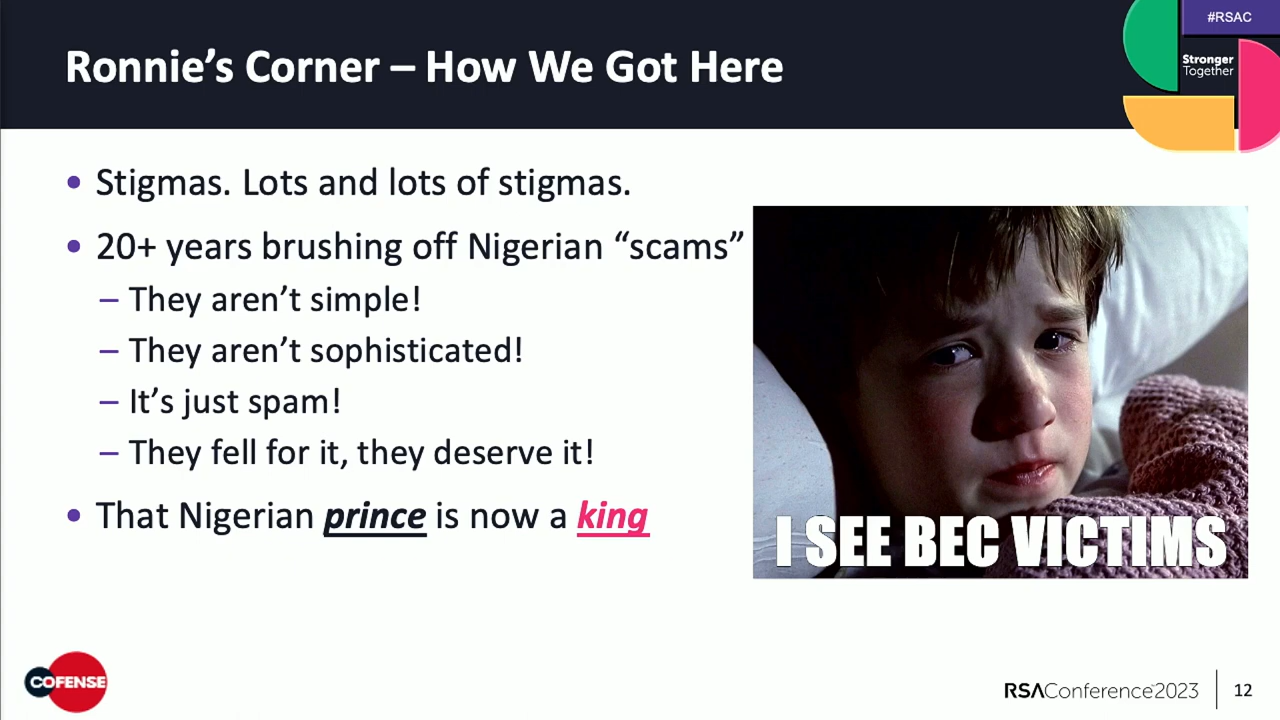 Ronnie’s Corner – How We Got Here
#RSAC
Stronger
Together
• Stigmas. Lots and lots of stigmas.
• 20+ years brushing off Nigerian “scams”
– They aren’t simple!
– They aren’t sophisticated!
– It’s just spam!
– They fell for it, they deserve it!
• That Nigerian prince is now a king
I SEE BEC VICTIMS
COFENSE
RSAConference™2023
12